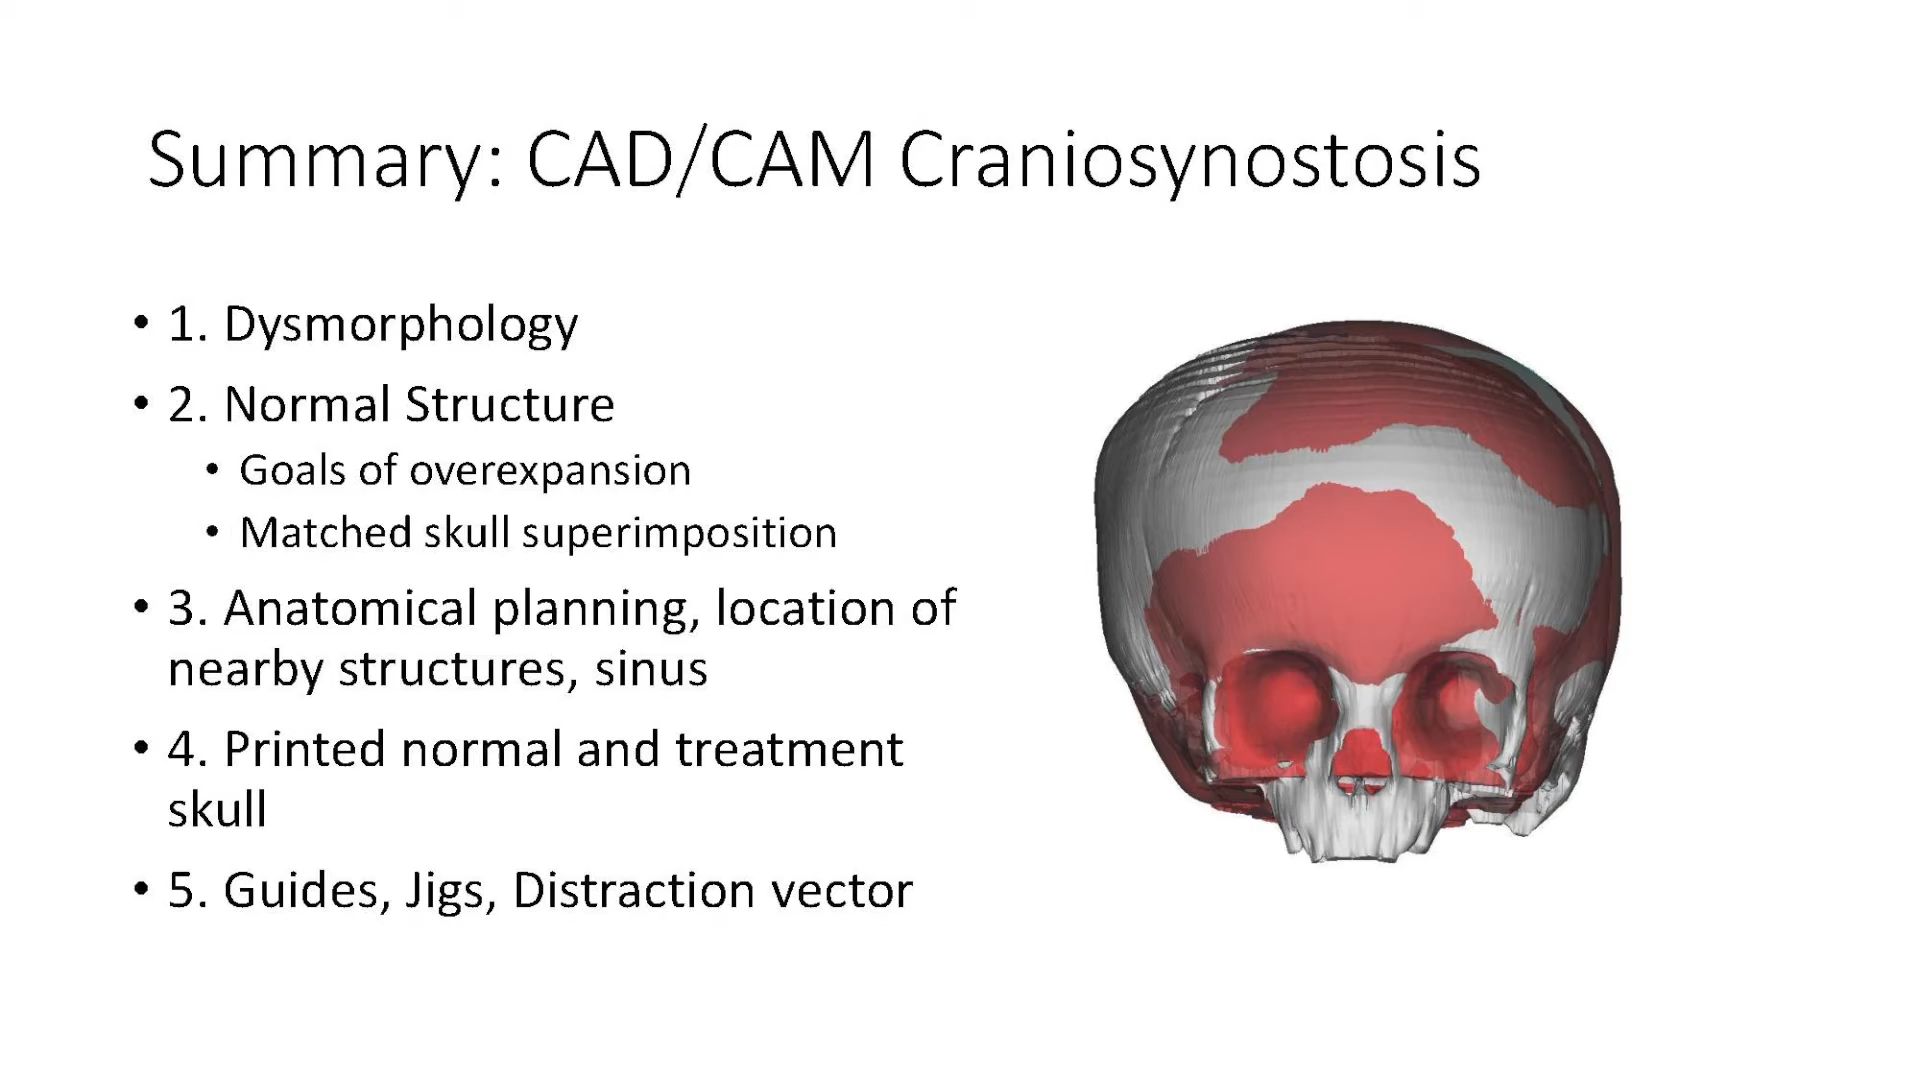 Summary: CAD/CAM Craniosynostosis
• 1. Dysmorphology
• 2. Normal Structure
• Goals of overexpansion
• Matched skull superimposition
• 3. Anatomical planning, location of
nearby structures, sinus
• 4. Printed normal and treatment
skull
• 5. Guides, Jigs, Distraction vector